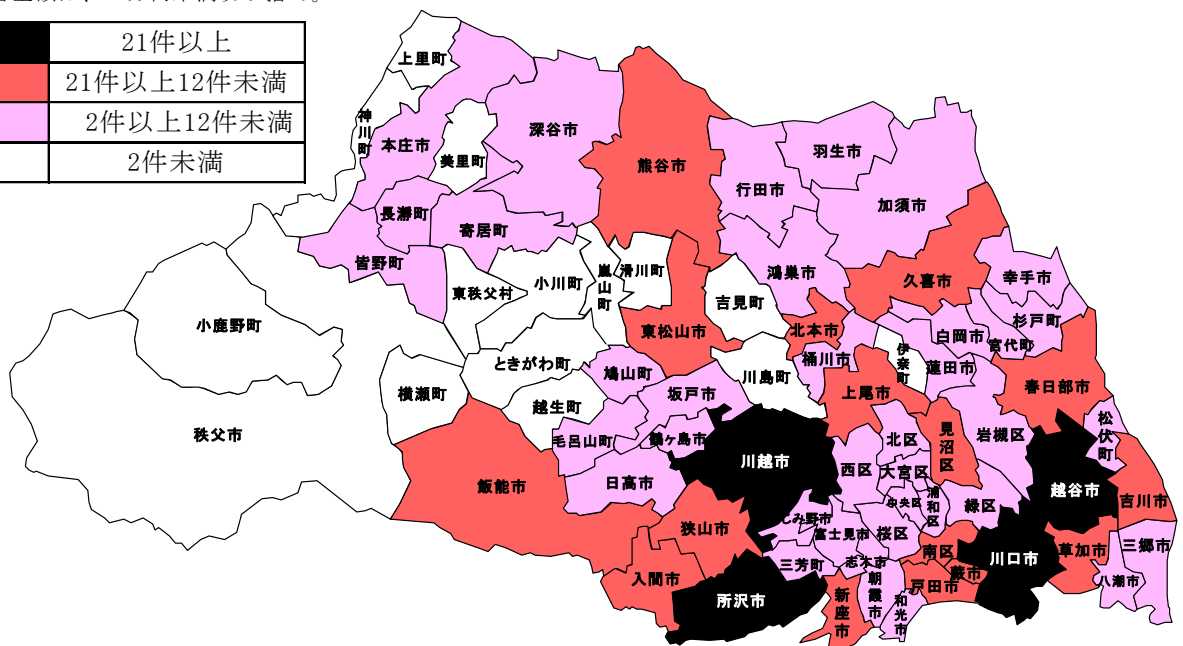 21件以上
21件以上12件未満
2件以上12件未満
2件未満
上里町
神川町
本庄市
美里町
深谷市
熊谷市
行田市
羽生市
加須市
長瀞町
寄居町
皆野町
東秩父村
小川町
嵐山町
滑川町
吉見町
鴻巣市
久喜市
幸手市
杉戸町
宮代町
白岡市
小鹿野町
東松山市
北本市
桶川市
伊奈町
蓮田市
春日部市
ときがわ町
鳩山町
坂戸市
川島町
上尾市
横瀬町
越生町
毛呂山町
鶴ヶ島市
川越市
北区
見沼区
岩槻区
松伏町
秩父市
飯能市
日高市
西区
大宮区
中央区
浦和区
緑区
越谷市
吉川市
狭山市
じみ野市
富士見市
桜区
南区
川口市
草加市
三郷市
入間市
三芳町
志木市
朝霞市
戸田市
蕨市
八潮市
所沢市
新座市
和光市